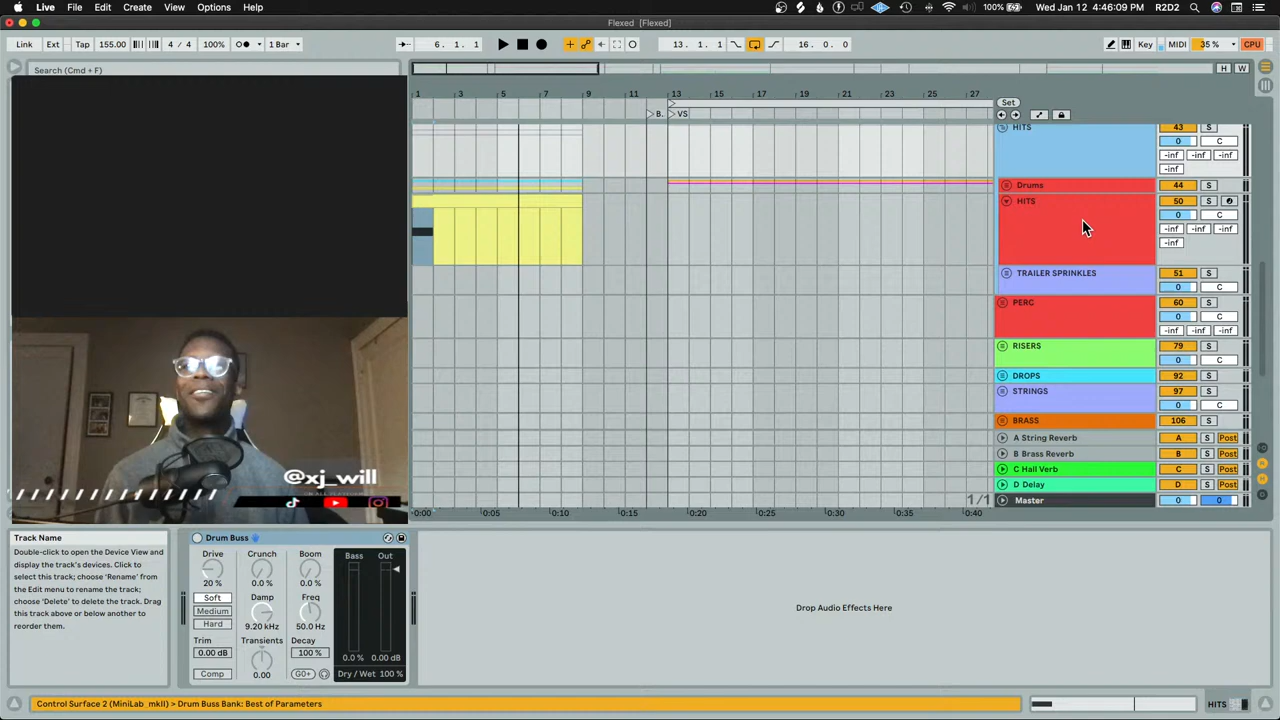 Live File Edit Create View Options Help 100% Wed Jan 12 4:46:09 PM R2D2
Flexed [Flexed]
Link Ext Tap 155.00 4 / 4 100% 1 Bar 6. 1. 1 13. 1. 1 16. 0. 0 Key MIDI 35 % CPU
Search (Cmd + F)
H W
1 3 5 7 9 11 13 15 17 19 21 23 25 27
Set
B. VS
HITS 43 S
0 C
-inf -inf -inf
-inf
Drums 44 S
HITS 50 S
0 C
-inf -inf -inf
-inf
TRAILER SPRINKLES 51 S
0 C
PERC 60 S
0 C
-inf -inf -inf
RISERS 79 S
0 C
DROPS 92 S
STRINGS 97 S
0 C
BRASS 106 S
A String Reverb A S Post
B Brass Reverb B S Post
C Hall Verb C S Post
D Delay D S Post
1/1 Master 0 0
0:00 0:05 0:10 0:15 0:20 0:25 0:30 0:35 0:40
@xj_will
Track Name
Double-click to open the Device View and
display the track's devices. Click to
select this track; choose 'Rename' from
the Edit menu to rename the track;
choose 'Delete' to delete the track. Drag
this track above or below another to
reorder them.
Drum Buss
Drive Crunch Boom Bass Out
20 % 0.0 % 0.0 %
Soft Damp Freq
Medium
Hard 9.20 kHz 50.0 Hz
Trim Transients Decay
0.00 dB 100 % 0.0 % 0.00 dB
Comp 0.00 G0+ Dry / Wet 100 %
Drop Audio Effects Here
Control Surface 2 (MiniLab_mkII) > Drum Buss Bank: Best of Parameters
HITS